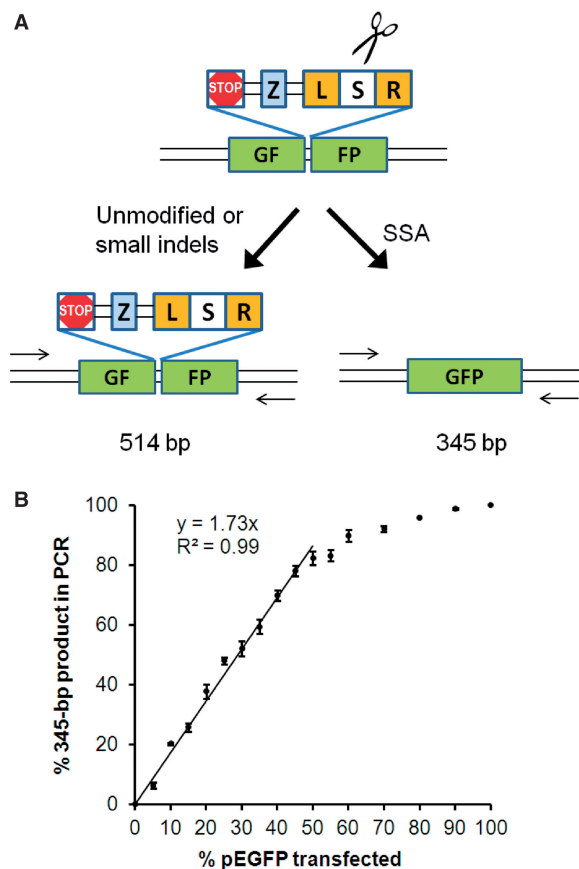 A
STOP Z L S R
GF FP
Unmodified or
small indels
SSA
STOP Z L S R
GF FP
GFP
514 bp
345 bp
B
y = 1.73x
R² = 0.99
% 345-bp product in PCR
100
80
60
40
20
0
0 10 20 30 40 50 60 70 80 90 100
% pEGFP transfected